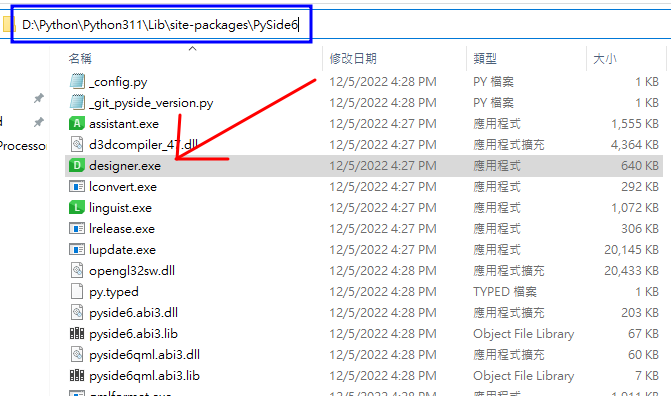 D:\Python\Python311\Lib\site-packages\PySide6
名稱 修改日期 類型 大小
_config.py 12/5/2022 4:28 PM PY 檔案 1 KB
_git_pyside_version.py 12/5/2022 4:28 PM PY 檔案 1 KB
A assistant.exe 12/5/2022 4:27 PM 應用程式 1,555 KB
d3dcompiler_47.dll 12/5/2022 4:27 PM 應用程式擴充 4,364 KB
D designer.exe 12/5/2022 4:27 PM 應用程式 640 KB
Processor lconvert.exe 12/5/2022 4:27 PM 應用程式 292 KB
L linguist.exe 12/5/2022 4:27 PM 應用程式 1,072 KB
lrelease.exe 12/5/2022 4:27 PM 應用程式 306 KB
lupdate.exe 12/5/2022 4:27 PM 應用程式 20,145 KB
opengl32sw.dll 12/5/2022 4:28 PM 應用程式擴充 20,433 KB
py.typed 12/5/2022 4:28 PM TYPED 檔案 1 KB
pyside6.abi3.dll 12/5/2022 4:28 PM 應用程式擴充 203 KB
pyside6.abi3.lib 12/5/2022 4:28 PM Object File Library 67 KB
pyside6qml.abi3.dll 12/5/2022 4:28 PM 應用程式擴充 60 KB
pyside6qml.abi3.lib 12/5/2022 4:28 PM Object File Library 7 KB